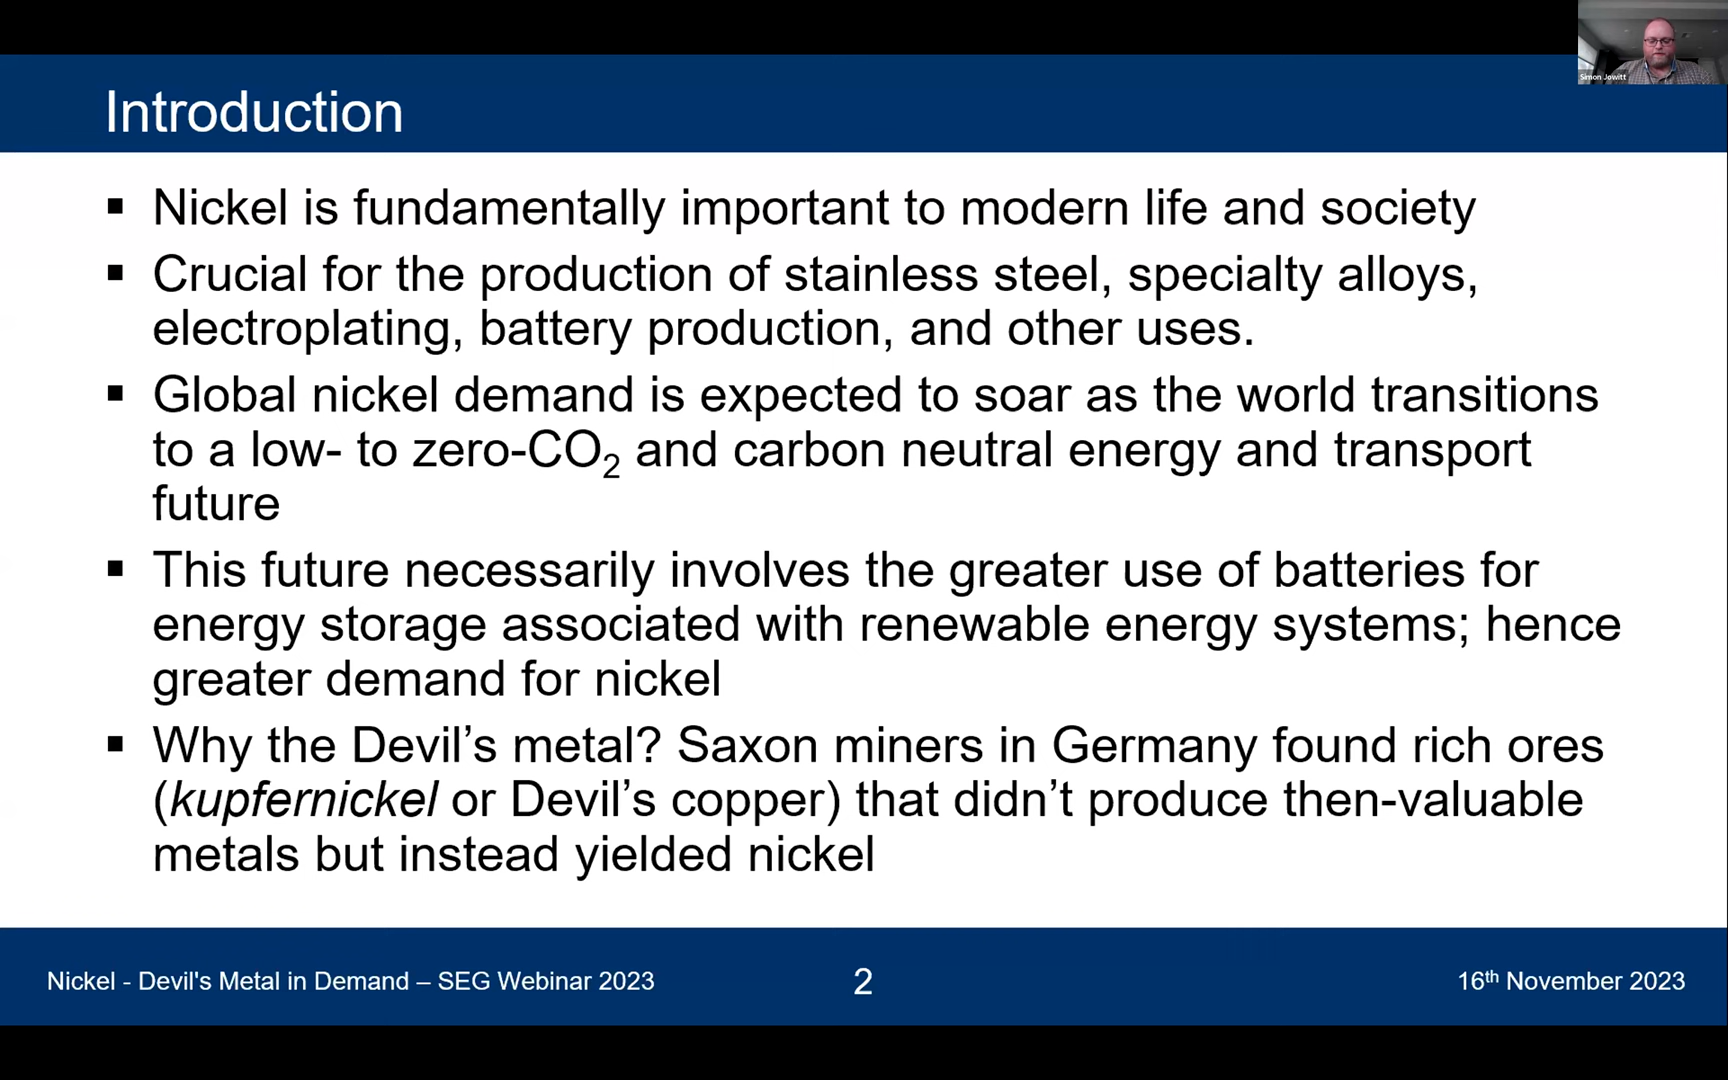 Simon Jowitt
Introduction
▪ Nickel is fundamentally important to modern life and society
▪ Crucial for the production of stainless steel, specialty alloys,
electroplating, battery production, and other uses.
▪ Global nickel demand is expected to soar as the world transitions
to a low- to zero-CO₂ and carbon neutral energy and transport
future
▪ This future necessarily involves the greater use of batteries for
energy storage associated with renewable energy systems; hence
greater demand for nickel
▪ Why the Devil’s metal? Saxon miners in Germany found rich ores
(kupfernickel or Devil’s copper) that didn’t produce then-valuable
metals but instead yielded nickel
Nickel - Devil's Metal in Demand – SEG Webinar 2023
2
16th November 2023